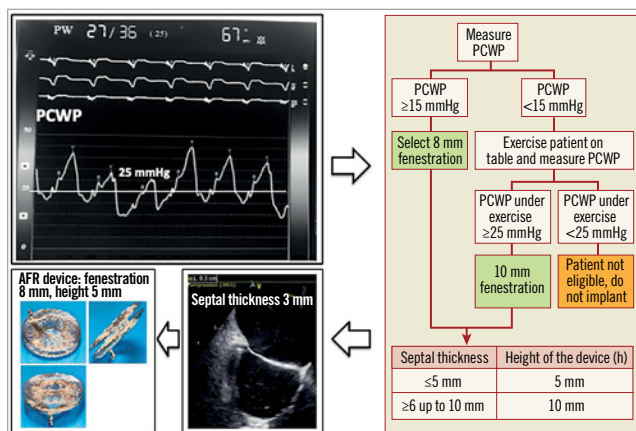 PW 27/36 (25) 67
PCWP
50
25 mmHg
25
0
Measure
PCWP
PCWP
≥15 mmHg
PCWP
<15 mmHg
Select 8 mm
fenestration
Exercise patient on
table and measure PCWP
PCWP under
exercise
≥25 mmHg
PCWP under
exercise
<25 mmHg
10 mm
fenestration
Patient not
eligible, do
not implant
AFR device: fenestration
8 mm, height 5 mm
Septal thickness 3 mm
Septal thickness Height of the device (h)
≤5 mm 5 mm
≥6 up to 10 mm 10 mm